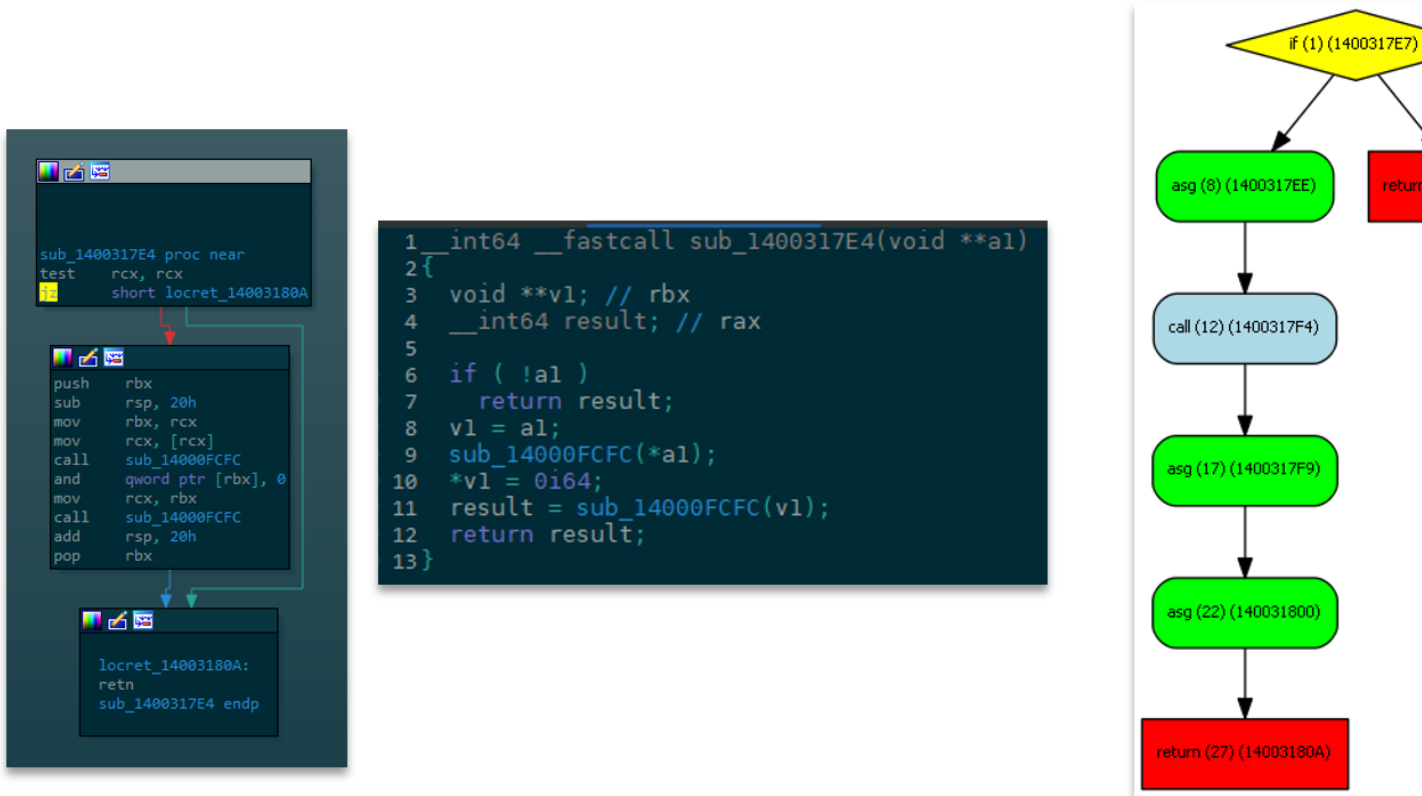 sub_1400317E4 proc near
test rcx, rcx
jz short locret_14003180A
push rbx
sub rsp, 20h
mov rbx, rcx
mov rcx, [rcx]
call sub_14000FCFC
and qword ptr [rbx], 0
mov rcx, rbx
call sub_14000FCFC
add rsp, 20h
pop rbx
locret_14003180A:
retn
sub_1400317E4 endp
1 __int64 __fastcall sub_1400317E4(void **a1)
2 {
3 void **v1; // rbx
4 __int64 result; // rax
5
6 if ( !a1 )
7 return result;
8 v1 = a1;
9 sub_14000FCFC(*a1);
10 *v1 = 0i64;
11 result = sub_14000FCFC(v1);
12 return result;
13 }
if (1) (1400317E7)
asg (8) (1400317EE)
return
call (12) (1400317F4)
asg (17) (1400317F9)
asg (22) (140031800)
return (27) (14003180A)